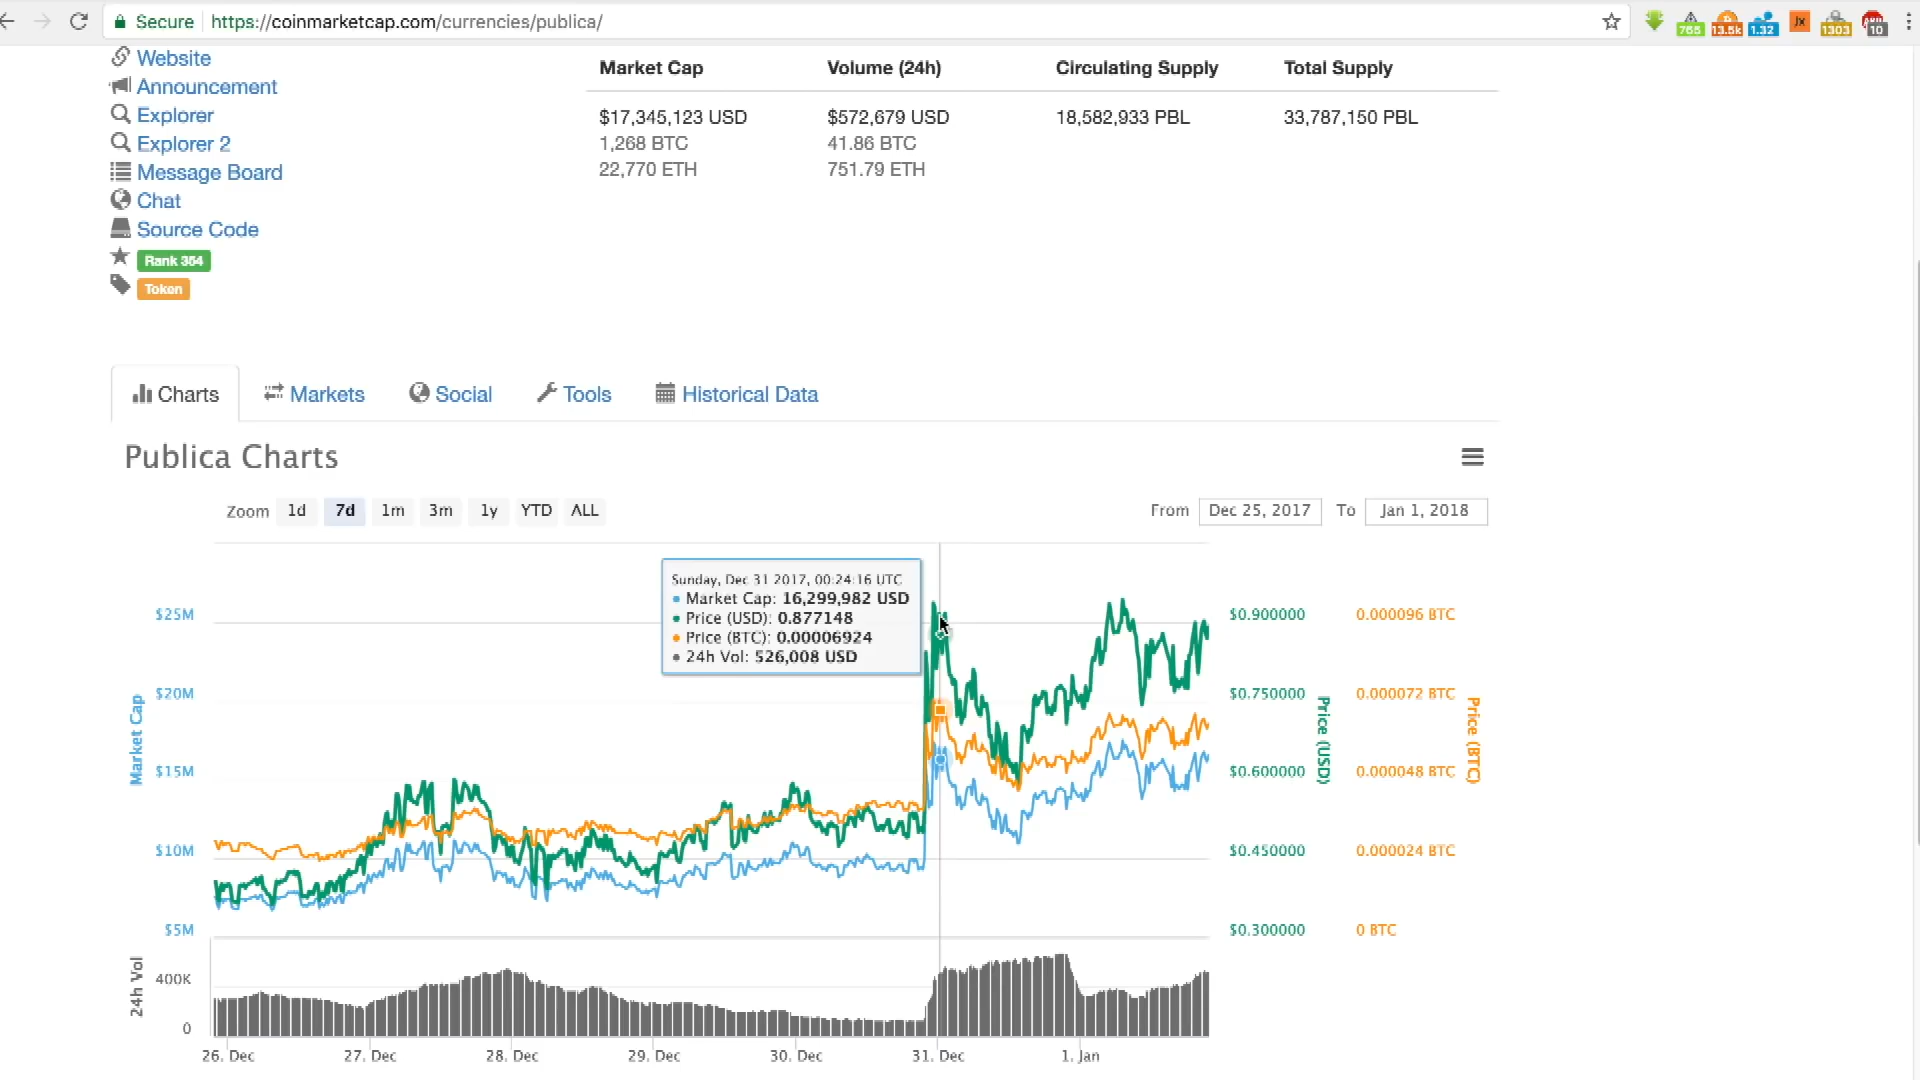 Secure https://coinmarketcap.com/currencies/publica/
765 13.5k 1.32 Jx 1303 10
Website
Announcement
Explorer
Explorer 2
Message Board
Chat
Source Code
Rank 354
Token
Market Cap Volume (24h) Circulating Supply Total Supply
$17,345,123 USD $572,679 USD 18,582,933 PBL 33,787,150 PBL
1,268 BTC 41.86 BTC
22,770 ETH 751.79 ETH
Charts Markets Social Tools Historical Data
Publica Charts
Zoom 1d 7d 1m 3m 1y YTD ALL From Dec 25, 2017 To Jan 1, 2018
Sunday, Dec 31 2017, 00:24:16 UTC
Market Cap: 16,299,982 USD
Price (USD): 0.877148
Price (BTC): 0.00006924
24h Vol: 526,008 USD
$25M $0.900000 0.000096 BTC
$20M $0.750000 0.000072 BTC
$15M $0.600000 0.000048 BTC
$10M $0.450000 0.000024 BTC
$5M $0.300000 0 BTC
Market Cap
Price (USD)
Price (BTC)
24h Vol
400K
0
26. Dec 27. Dec 28. Dec 29. Dec 30. Dec 31. Dec 1. Jan